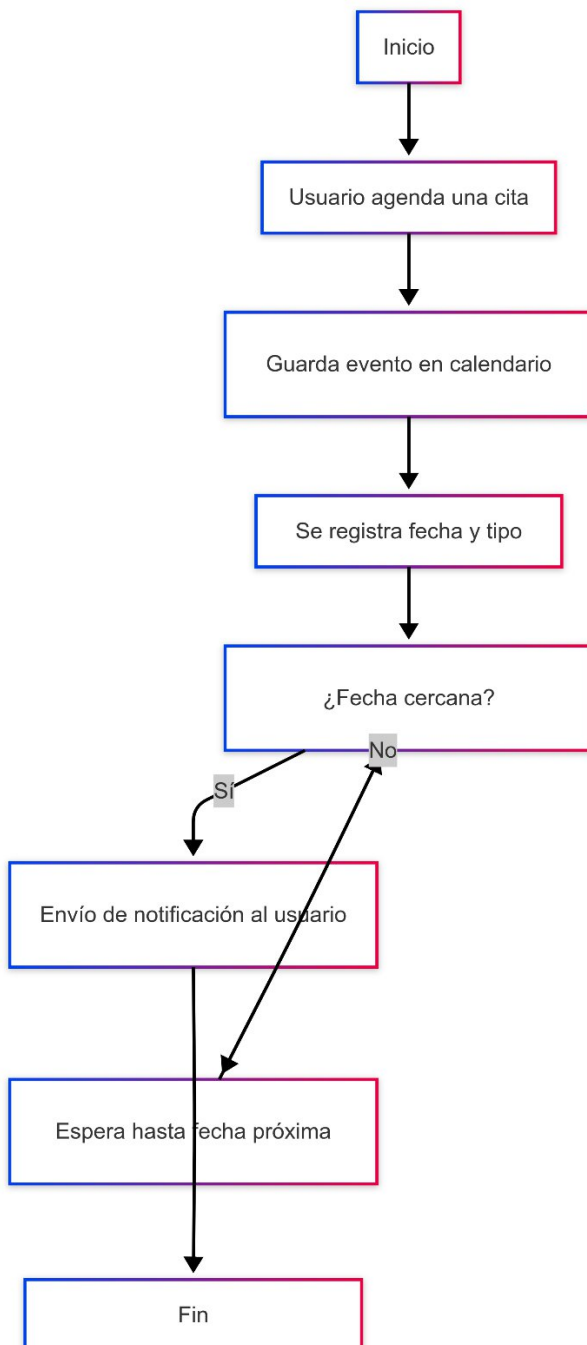 Inicio
Usuario agenda una cita
Guarda evento en calendario
Se registra fecha y tipo
¿Fecha cercana?
No
Sí
Envío de notificación al usuario
Espera hasta fecha próxima
Fin